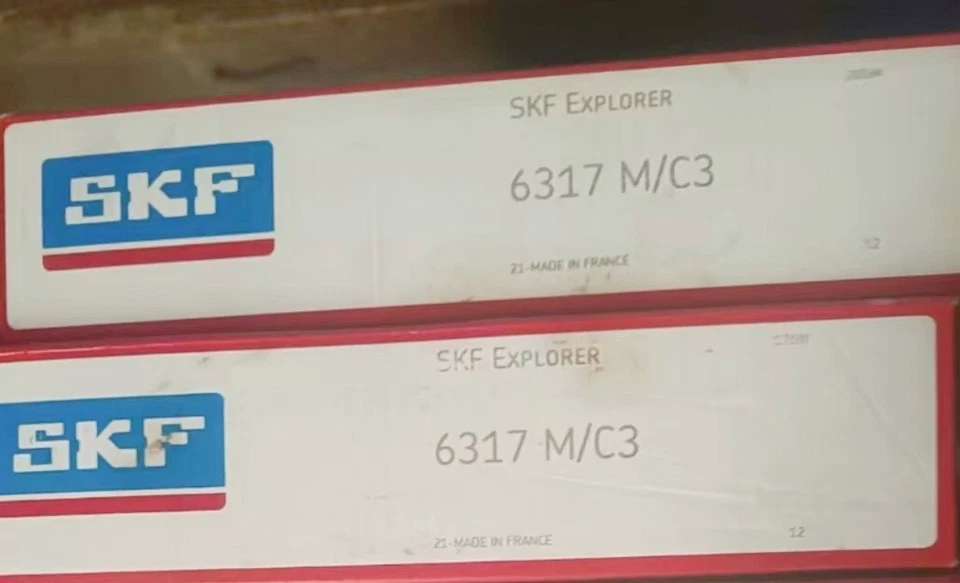 SKF
SKF EXPLORER
6317 M/C3
21-MADE IN FRANCE
12
SKF
SKF EXPLORER
6317 M/C3
21-MADE IN FRANCE
12